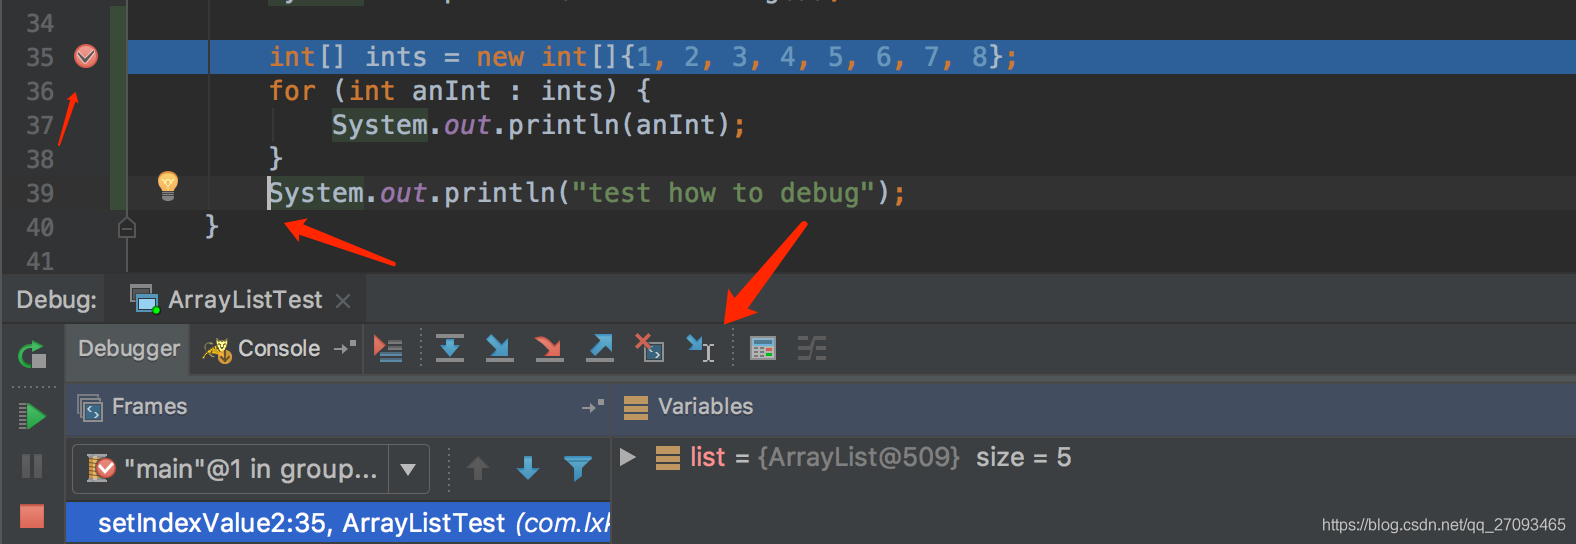 34
35 int[] ints = new int[]{1, 2, 3, 4, 5, 6, 7, 8};
36 for (int anInt : ints) {
37 System.out.println(anInt);
38 }
39 System.out.println("test how to debug");
40 }
41
Debug: ArrayListTest
Debugger Console
Frames Variables
"main"@1 in group... list = {ArrayList@509} size = 5
setIndexValue2:35, ArrayListTest (com.lxk
https://blog.csdn.net/qq_27093465